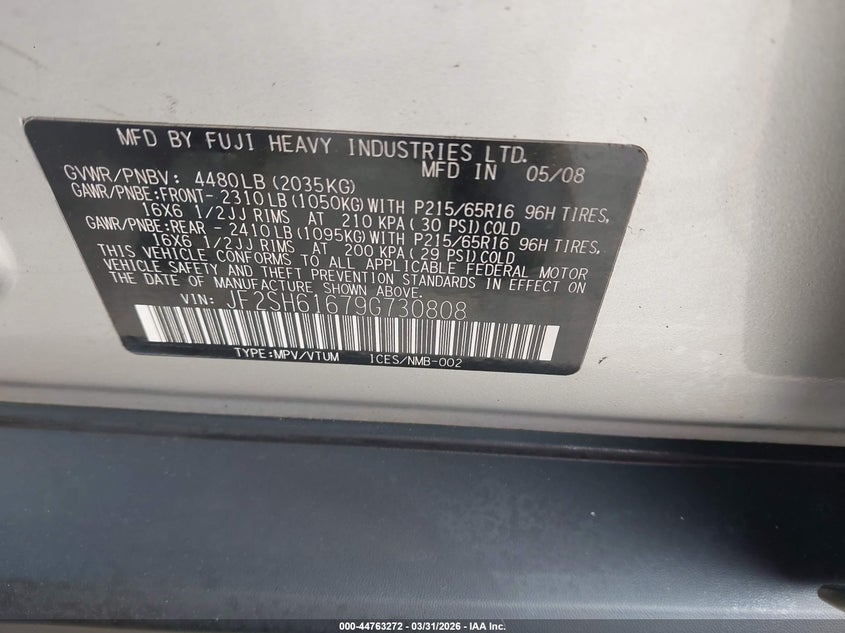 MFD BY FUJI HEAVY INDUSTRIES LTD.
GVWR/PNBV: 4480LB(2035KG) MFD IN 05/08
GAWR/PNBE:FRONT- 2310LB(1050KG)WITH P215/65R16 96H TIRES,
16X6 1/2JJ RIMS AT 210 KPA(30 PSI)COLD
GAWR/PNBE:REAR - 2410LB(1095KG)WITH P215/65R16 96H TIRES,
16X6 1/2JJ RIMS AT 200 KPA(29 PSI)COLD
THIS VEHICLE CONFORMS TO ALL APPLICABLE FEDERAL MOTOR
VEHICLE SAFETY AND THEFT PREVENTION STANDARDS IN EFFECT ON
THE DATE OF MANUFACTURE SHOWN ABOVE.
VIN: JF2SH61679G730808
TYPE:MPV/VTUM ICES/NMB-002
000-44763272 - 03/31/2026 - IAA Inc.